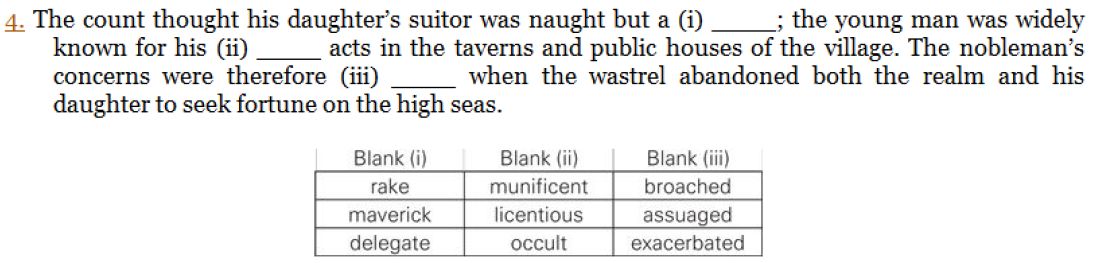 4. The count thought his daughter's suitor was naught but a (i) _____; the young man was widely
known for his (ii) _____ acts in the taverns and public houses of the village. The nobleman's
concerns were therefore (iii) _____ when the wastrel abandoned both the realm and his
daughter to seek fortune on the high seas.
Blank (i) Blank (ii) Blank (iii)
rake munificent broached
maverick licentious assuaged
delegate occult exacerbated